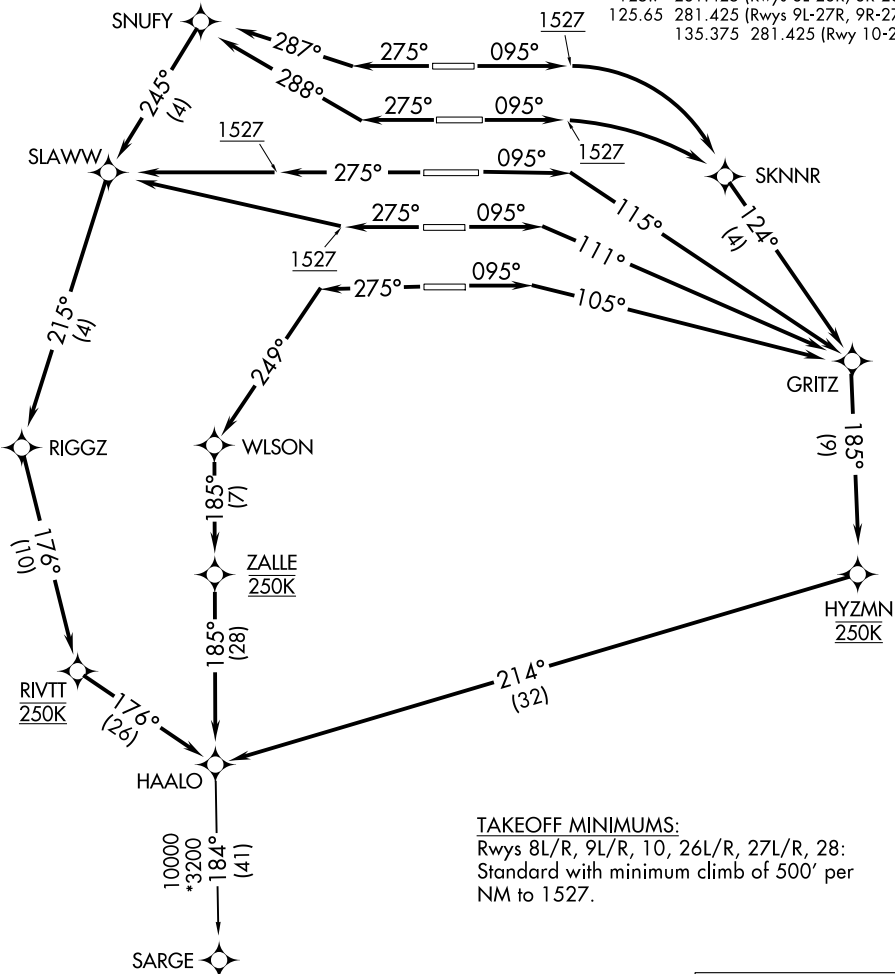 125.65 281.425 (Rwys 9L-27R, 9R-27
135.375 281.425 (Rwy 10-2
SNUFY
1527
287°
275°
095°
288°
275°
095°
245°
(4)
1527
1527
SLAWW
275°
095°
SKNNR
115°
124°
(4)
275°
095°
111°
1527
275°
095°
105°
215°
(4)
249°
GRITZ
RIGGZ
WLSON
185°
(9)
185°
(7)
176°
(10)
ZALLE
250K
HYZMN
250K
185°
(28)
214°
(32)
RIVTT
250K
176°
(26)
HAALO
10000
*3200
184°
(41)
TAKEOFF MINIMUMS:
Rwys 8L/R, 9L/R, 10, 26L/R, 27L/R, 28:
Standard with minimum climb of 500' per
NM to 1527.
SARGE